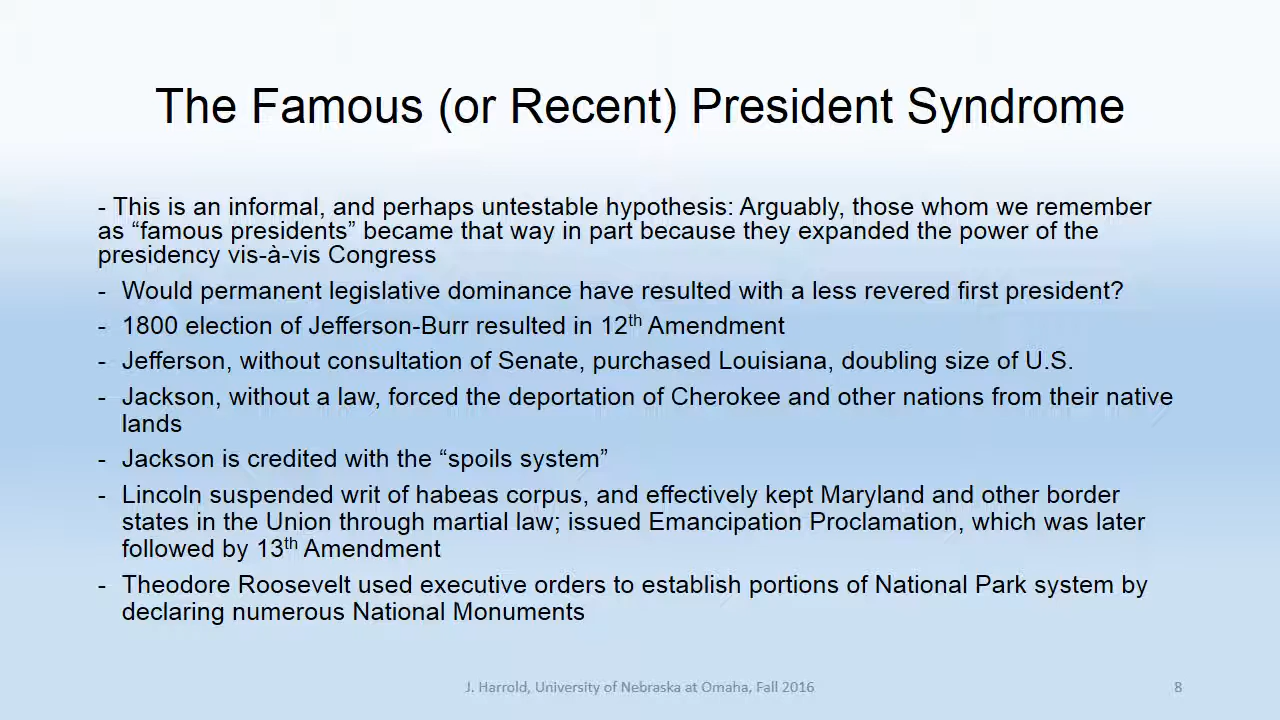 The Famous (or Recent) President Syndrome
- This is an informal, and perhaps untestable hypothesis: Arguably, those whom we remember
as “famous presidents” became that way in part because they expanded the power of the
presidency vis-à-vis Congress
- Would permanent legislative dominance have resulted with a less revered first president?
- 1800 election of Jefferson-Burr resulted in 12th Amendment
- Jefferson, without consultation of Senate, purchased Louisiana, doubling size of U.S.
- Jackson, without a law, forced the deportation of Cherokee and other nations from their native
lands
- Jackson is credited with the “spoils system”
- Lincoln suspended writ of habeas corpus, and effectively kept Maryland and other border
states in the Union through martial law; issued Emancipation Proclamation, which was later
followed by 13th Amendment
- Theodore Roosevelt used executive orders to establish portions of National Park system by
declaring numerous National Monuments
J. Harrold, University of Nebraska at Omaha, Fall 2016
8